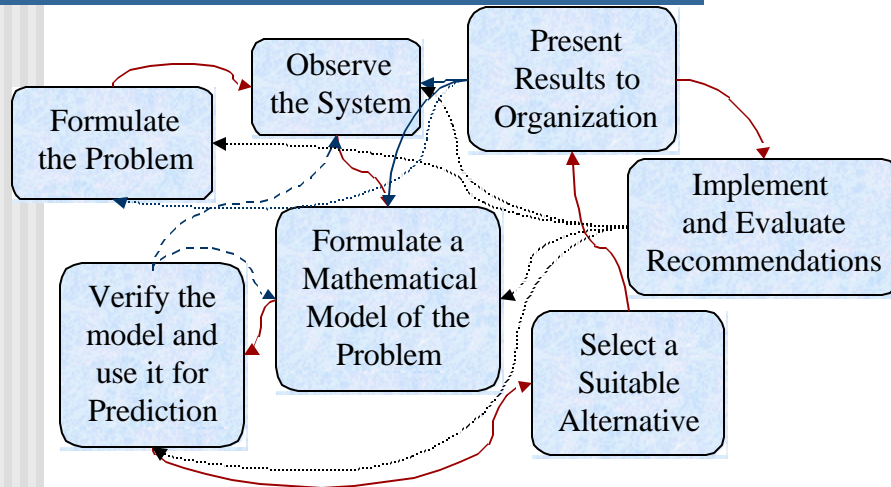 Formulate
the Problem
Observe
the System
Present
Results to
Organization
Implement
and Evaluate
Recommendations
Formulate a
Mathematical
Model of the
Problem
Verify the
model and
use it for
Prediction
Select a
Suitable
Alternative